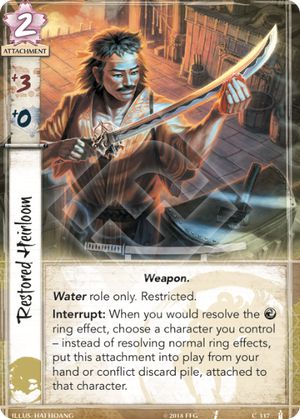 2
ATTACHMENT
+3
+0
Restored Heirloom
Weapon.
Water role only. Restricted.
Interrupt: When you would resolve the
ring effect, choose a character you control
– instead of resolving normal ring effects,
put this attachment into play from your
hand or conflict discard pile, attached to
that character.
ILLUS. HAI HOANG
©2018 FFG
C 117